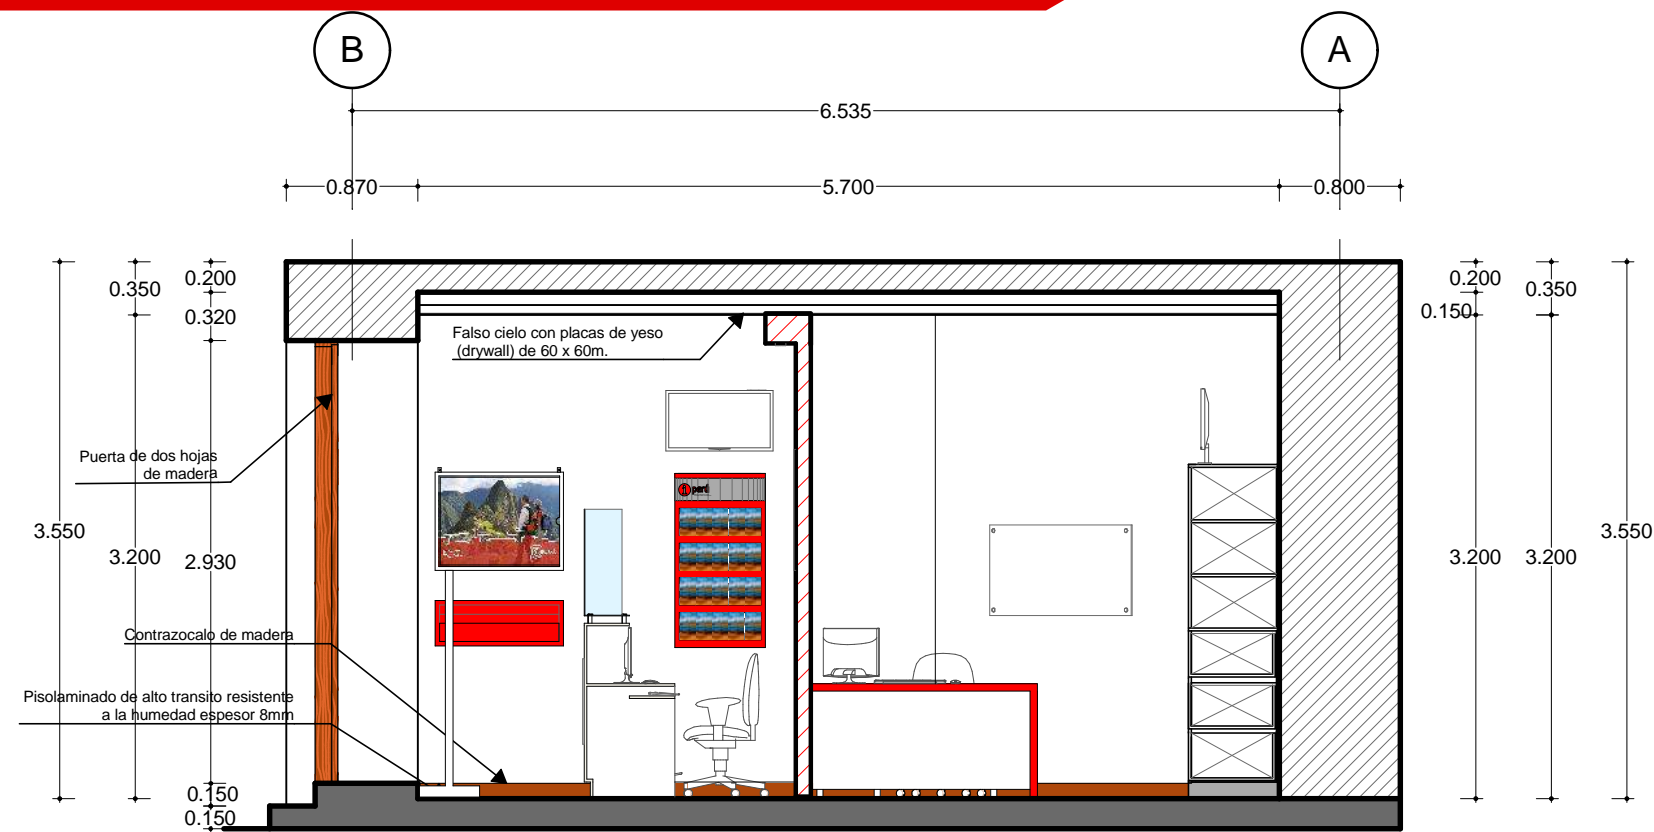 B
A
6.535
0.870
5.700
0.800
0.200
0.350
0.320
0.200
0.350
0.150
Falso cielo con placas de yeso
(drywall) de 60 x 60m.
Puerta de dos hojas
de madera
perú
3.550
3.200
2.930
3.200
3.200
3.550
Contrazocalo de madera
Pisolaminado de alto transito resistente
a la humedad espesor 8mm
0.150
0.150